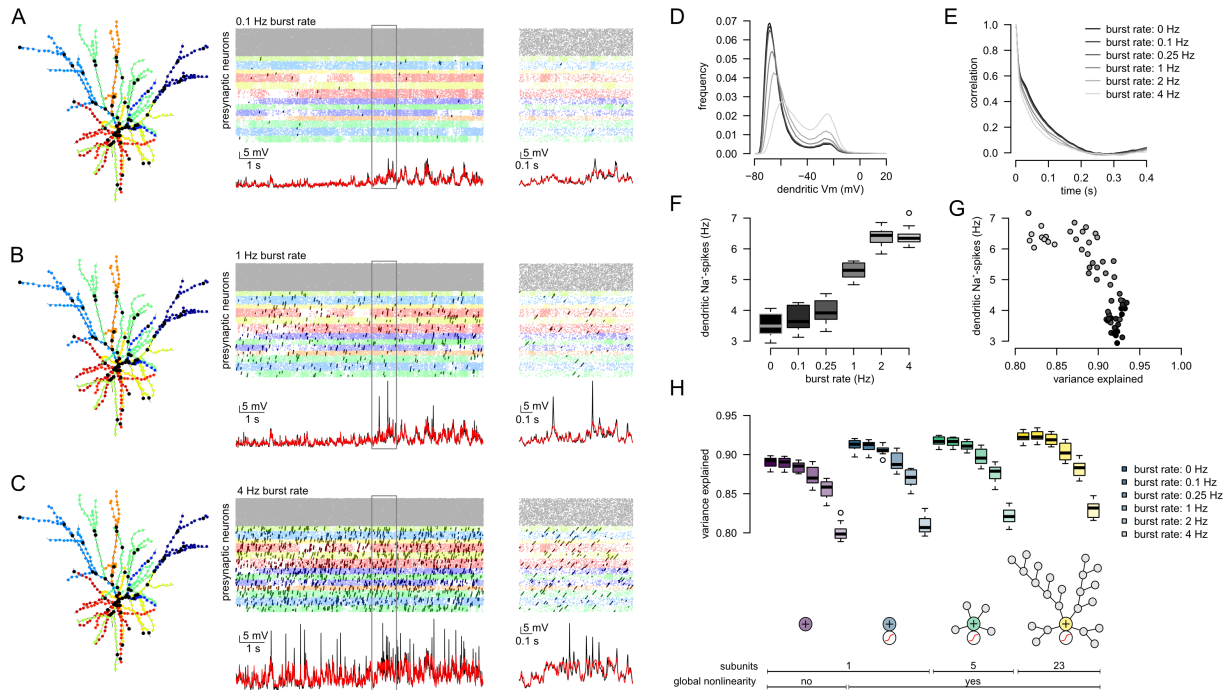 A
0.1 Hz burst rate
presynaptic neurons
5 mV
1 s
5 mV
0.1 s
B
1 Hz burst rate
presynaptic neurons
5 mV
1 s
5 mV
0.1 s
C
4 Hz burst rate
presynaptic neurons
5 mV
1 s
5 mV
0.1 s
D
frequency
0.07
0.06
0.05
0.04
0.03
0.02
0.01
0.00
−80 −60 −40 −20 0 20
dendritic Vm (mV)
E
correlation
1.0
0.8
0.6
0.4
0.2
0.0
0 0.1 0.2 0.3 0.4
time (s)
burst rate: 0 Hz
burst rate: 0.1 Hz
burst rate: 0.25 Hz
burst rate: 1 Hz
burst rate: 2 Hz
burst rate: 4 Hz
F
dendritic Na⁺-spikes (Hz)
7
6
5
4
3
0 0.1 0.25 1 2 4
burst rate (Hz)
G
dendritic Na⁺-spikes (Hz)
7
6
5
4
3
0.80 0.85 0.90 0.95 1.00
variance explained
H
variance explained
0.95
0.90
0.85
0.80
burst rate: 0 Hz
burst rate: 0.1 Hz
burst rate: 0.25 Hz
burst rate: 1 Hz
burst rate: 2 Hz
burst rate: 4 Hz
+ + + +
subunits 1 5 23
global nonlinearity no yes